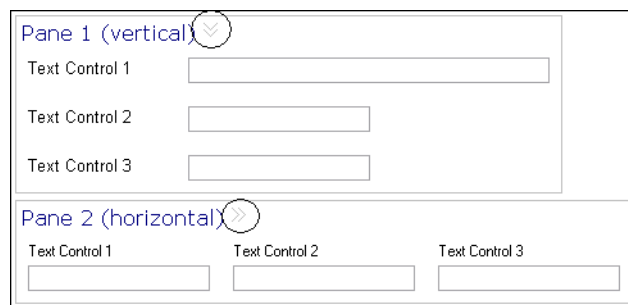 Pane 1 (vertical)
Text Control 1
Text Control 2
Text Control 3
Pane 2 (horizontal)
Text Control 1 Text Control 2 Text Control 3